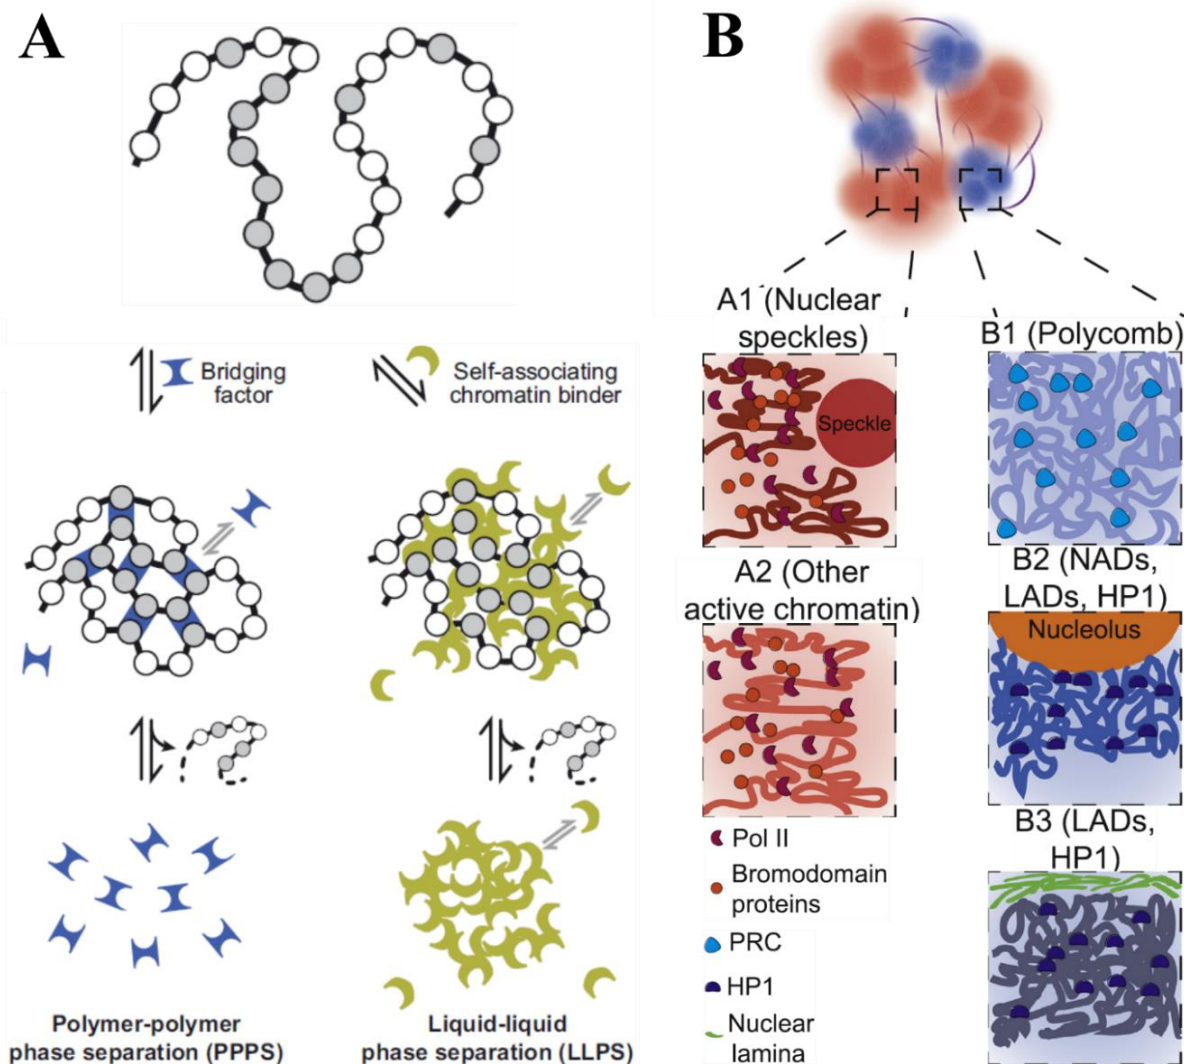 A
Bridging
factor
Self-associating
chromatin binder
Polymer-polymer
phase separation (PPPS)
Liquid-liquid
phase separation (LLPS)
B
A1 (Nuclear
speckles)
Speckle
A2 (Other
active chromatin)
Pol II
Bromodomain
proteins
PRC
HP1
Nuclear
lamina
B1 (Polycomb)
B2 (NADs,
LADs, HP1)
Nucleolus
B3 (LADs,
HP1)